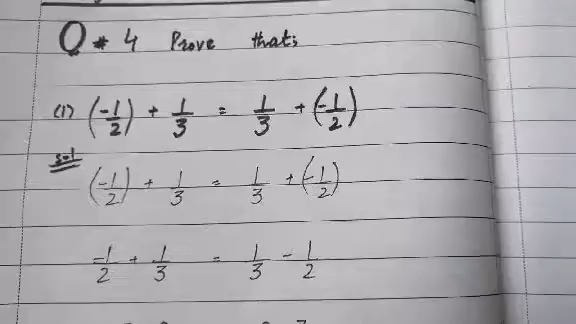 Q # 4 Prove that:
(1) (-1/2) + 1/3 = 1/3 + (-1/2)
(-1/2) + 1/3 = 1/3 + (-1/2)
-1/2 + 1/3 = 1/3 - 1/2